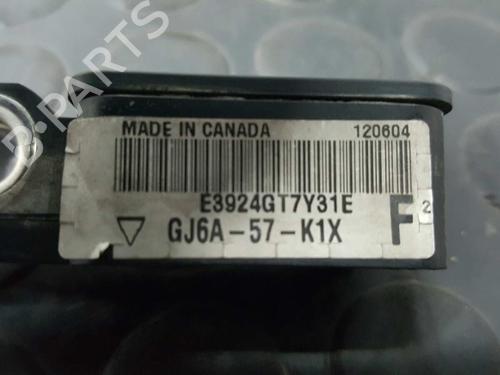 B-PARTS
MADE IN CANADA 120604
E3924GT7Y31E
GJ6A-57-K1X F 2